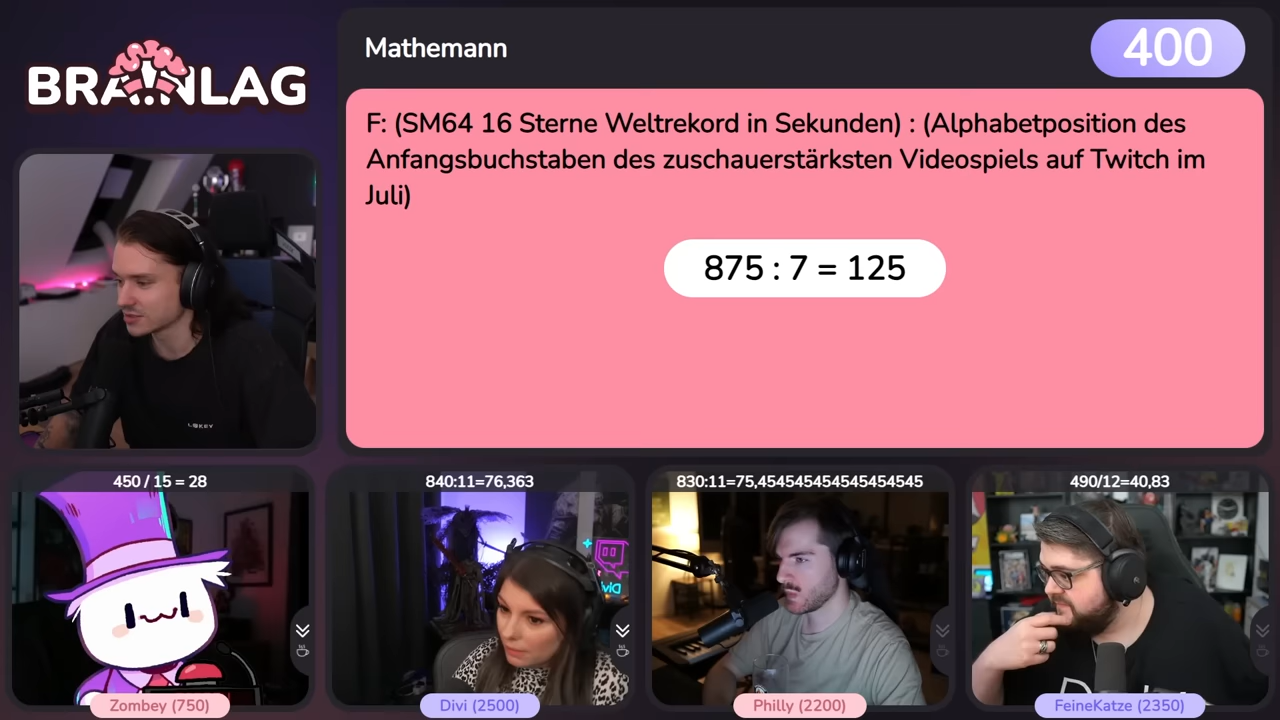 BRAINLAG
Mathemann
400
F: (SM64 16 Sterne Weltrekord in Sekunden) : (Alphabetposition des
Anfangsbuchstaben des zuschauerstärksten Videospiels auf Twitch im
Juli)
875 : 7 = 125
450 / 15 = 28
840:11=76,363
830:11=75,454545454545454545
490/12=40,83
Zombey (750)
Divi (2500)
Philly (2200)
FeineKatze (2350)